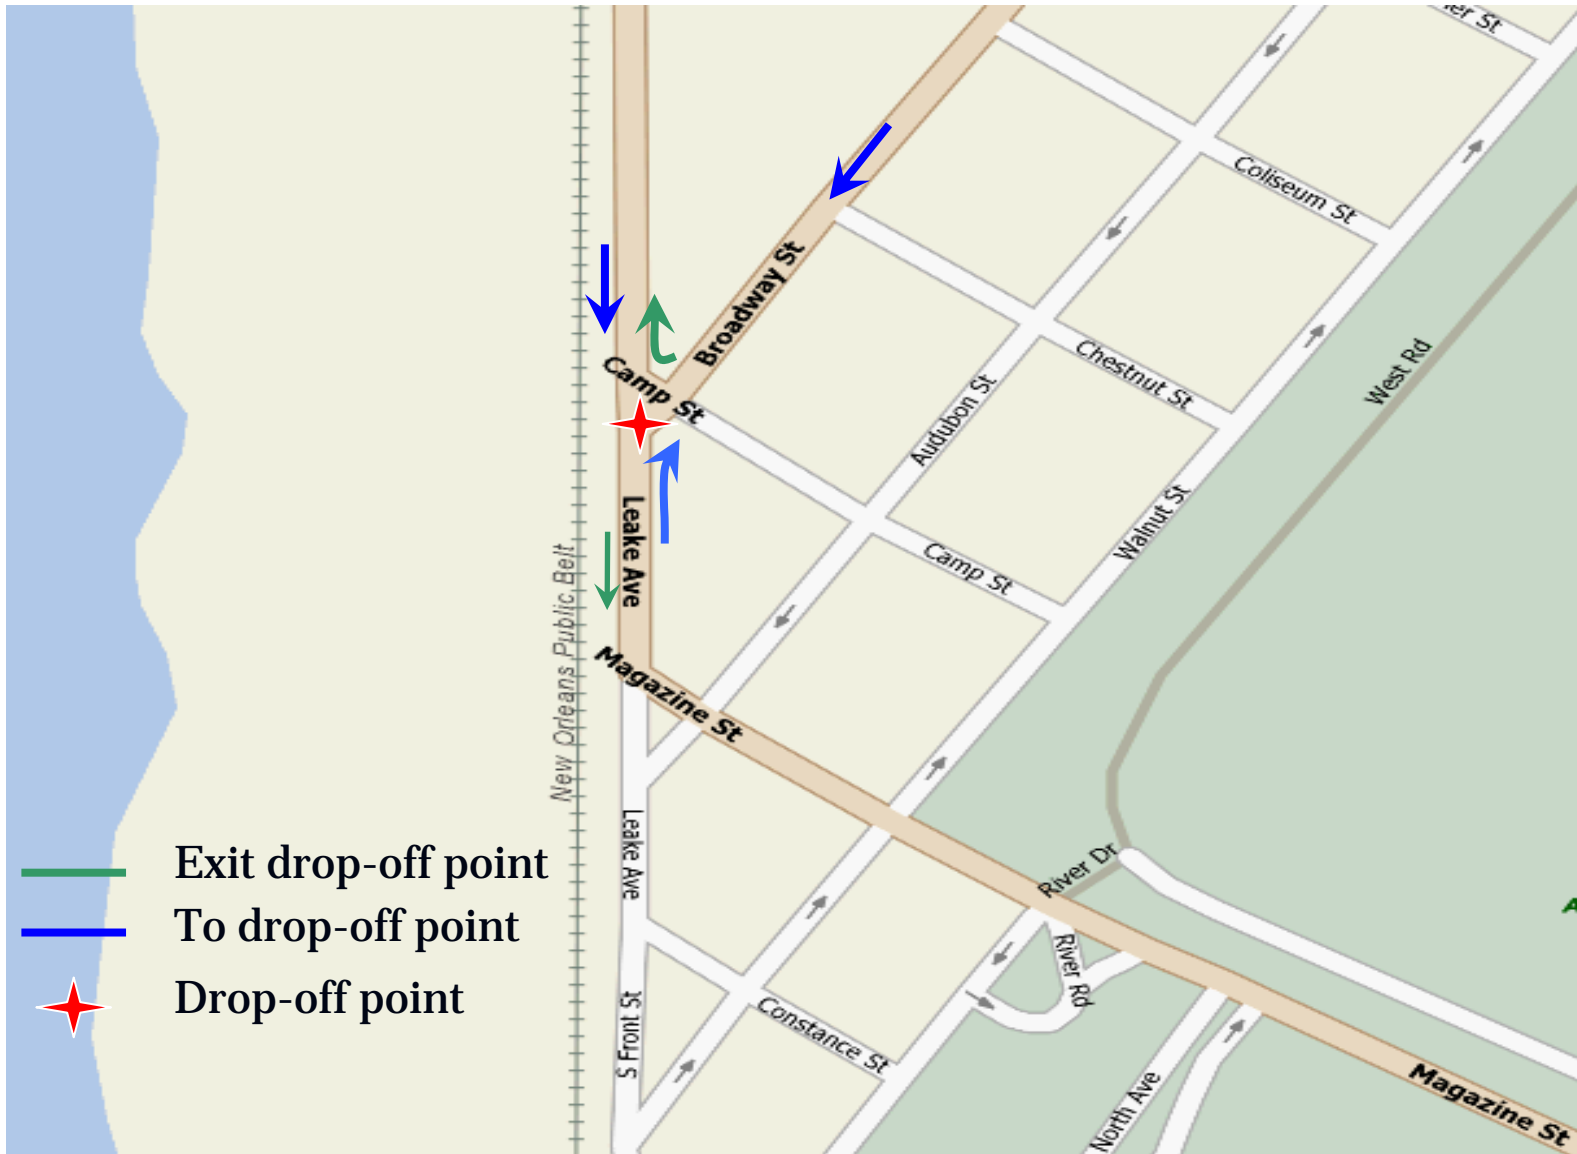 Coliseum St
Broadway St
Camp St
Chestnut St
West Rd
Audubon St
Walnut St
Leake Ave
Camp St
New Orleans Public Belt
Magazine St
Leake Ave
River Dr
Exit drop-off point
To drop-off point
Drop-off point
River Rd
S Front St
Constance St
North Ave
Magazine St